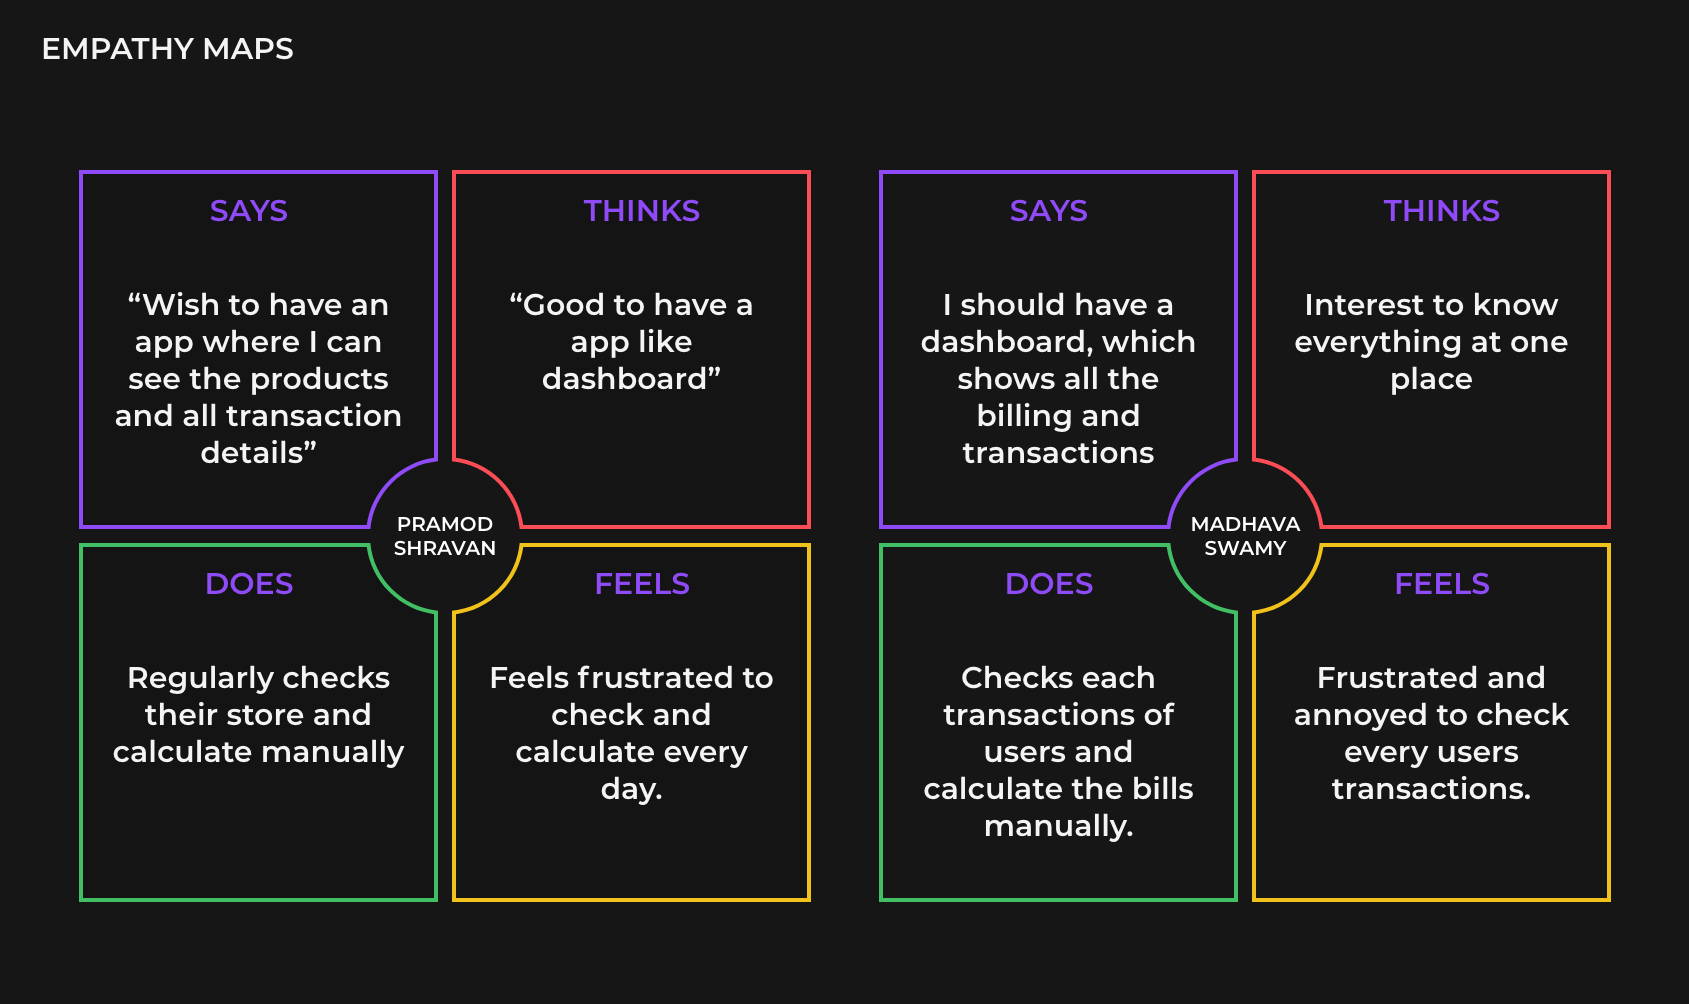 EMPATHY MAPS
SAYS
“Wish to have an
app where I can
see the products
and all transaction
details”
THINKS
“Good to have a
app like
dashboard”
PRAMOD
SHRAVAN
DOES
Regularly checks
their store and
calculate manually
FEELS
Feels frustrated to
check and
calculate every
day.
SAYS
I should have a
dashboard, which
shows all the
billing and
transactions
THINKS
Interest to know
everything at one
place
MADHAVA
SWAMY
DOES
Checks each
transactions of
users and
calculate the bills
manually.
FEELS
Frustrated and
annoyed to check
every users
transactions.